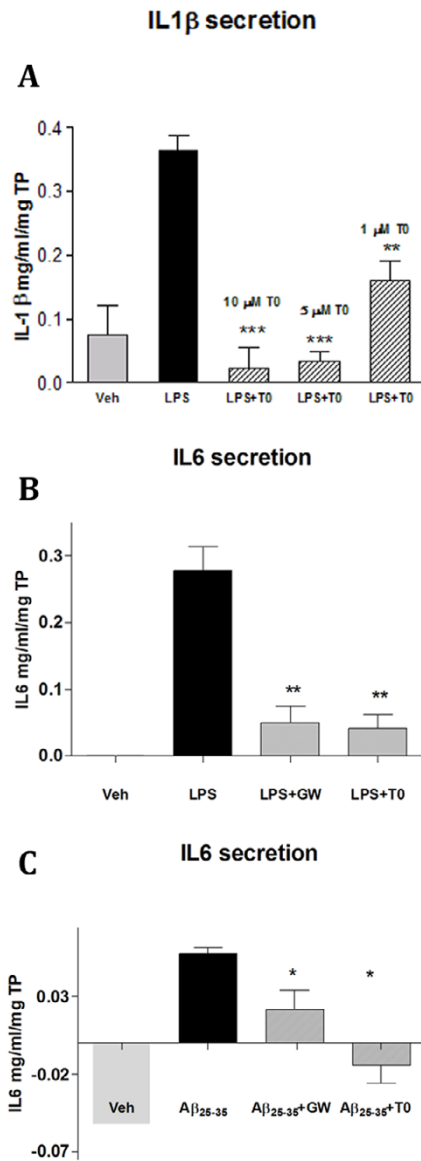 IL1β secretion
A
IL-1 β mg/ml/mg TP
0.4
0.3
0.2
0.1
0.0
10 μM T0
***
5 μM T0
***
1 μM T0
**
Veh LPS LPS+T0 LPS+T0 LPS+T0
IL6 secretion
B
IL6 mg/ml/mg TP
0.3
0.2
0.1
0.0
** **
Veh LPS LPS+GW LPS+T0
IL6 secretion
C
IL6 mg/ml/mg TP
0.03
-0.02
-0.07
* *
Veh Aβ25-35 Aβ25-35+GW Aβ25-35+T0